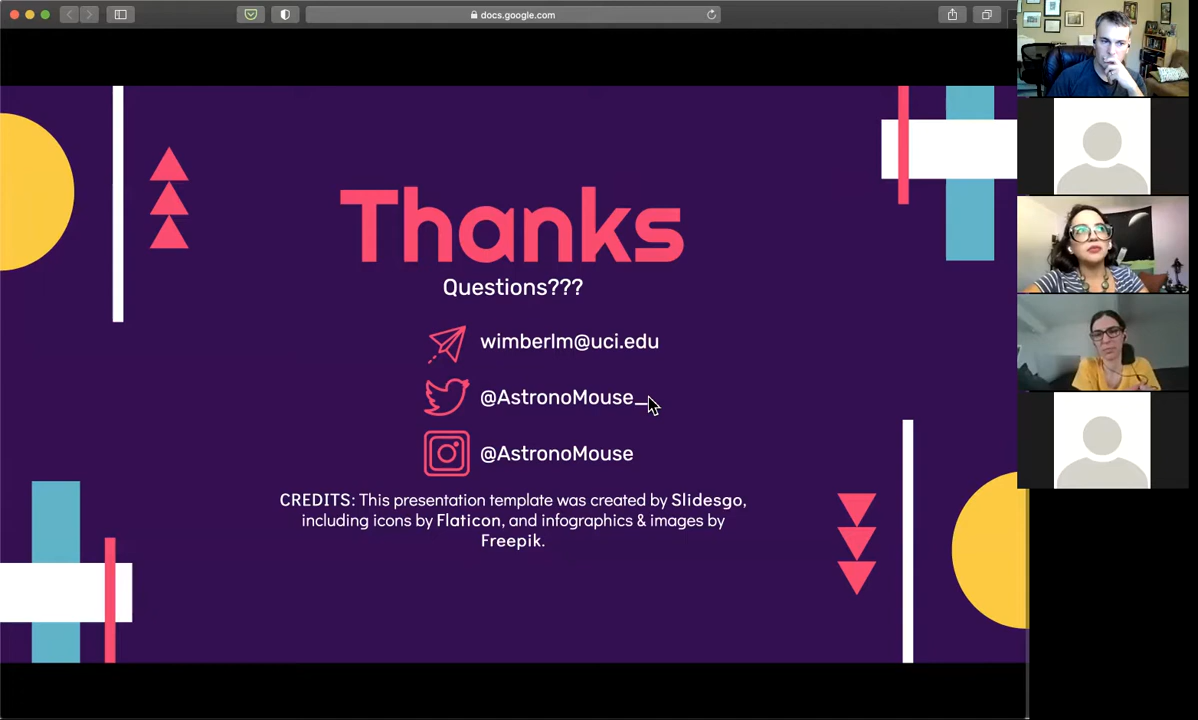 docs.google.com
Thanks
Questions???
wimberlm@uci.edu
@AstronoMouse_
@AstronoMouse
CREDITS: This presentation template was created by Slidesgo,
including icons by Flaticon, and infographics & images by
Freepik.